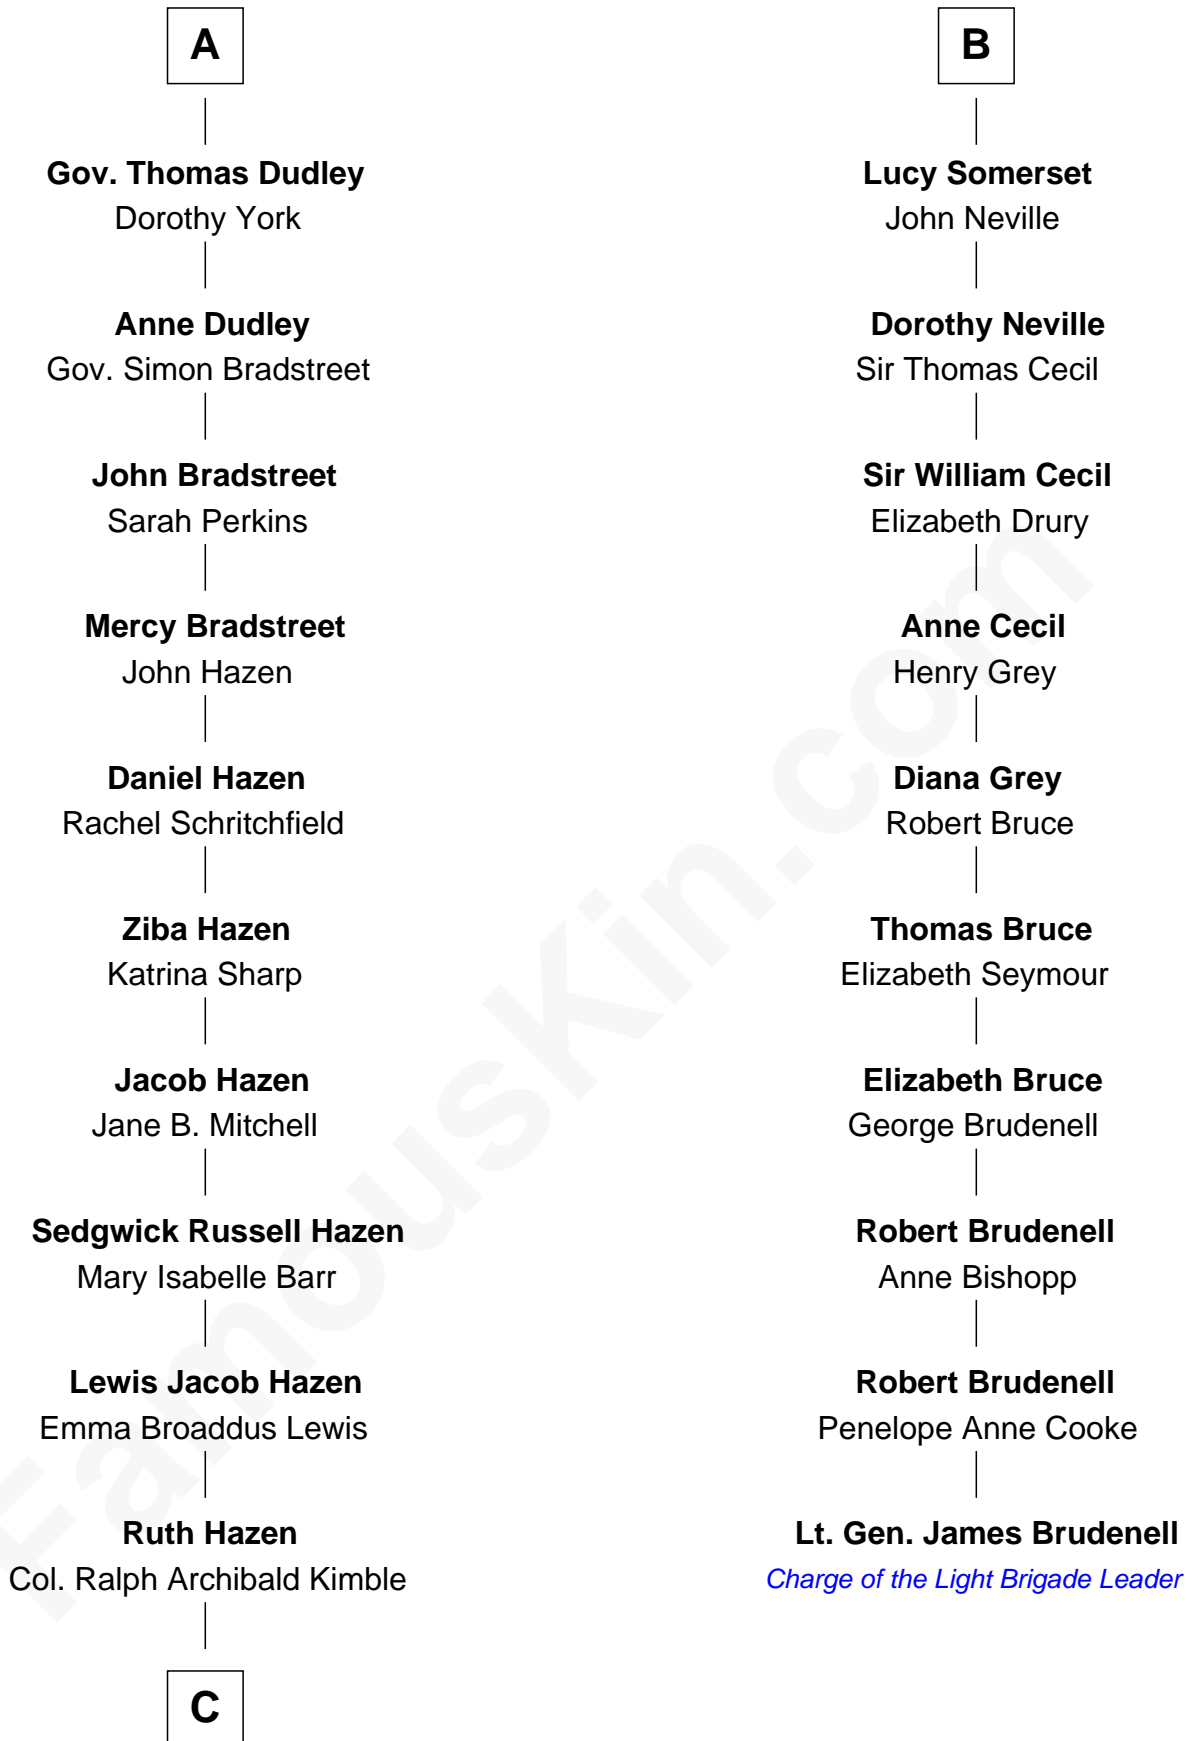 A
Gov. Thomas Dudley
Dorothy York
Anne Dudley
Gov. Simon Bradstreet
John Bradstreet
Sarah Perkins
Mercy Bradstreet
John Hazen
Daniel Hazen
Rachel Schritchfield
Ziba Hazen
Katrina Sharp
Jacob Hazen
Jane B. Mitchell
Sedgwick Russell Hazen
Mary Isabelle Barr
Lewis Jacob Hazen
Emma Broaddus Lewis
Ruth Hazen
Col. Ralph Archibald Kimble
C
B
Lucy Somerset
John Neville
Dorothy Neville
Sir Thomas Cecil
Sir William Cecil
Elizabeth Drury
Anne Cecil
Henry Grey
Diana Grey
Robert Bruce
Thomas Bruce
Elizabeth Seymour
Elizabeth Bruce
George Brudenell
Robert Brudenell
Anne Bishopp
Robert Brudenell
Penelope Anne Cooke
Lt. Gen. James Brudenell
Charge of the Light Brigade Leader
FamousKin.com